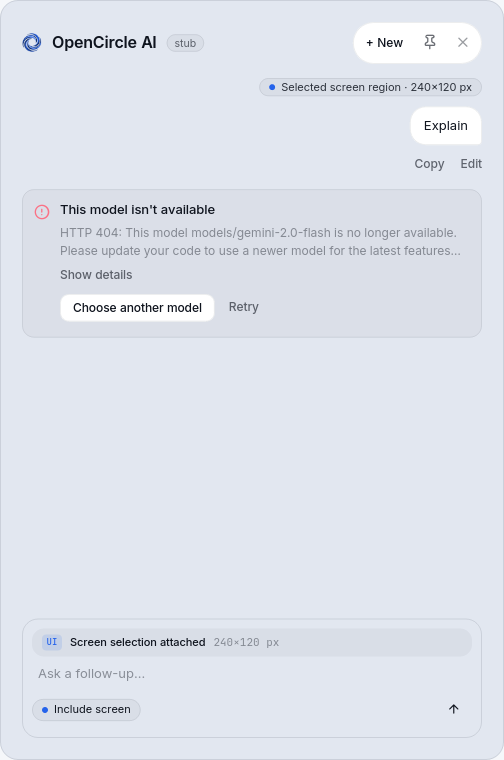 OpenCircle AI stub + New
Selected screen region · 240×120 px
Explain
Copy Edit
This model isn't available
HTTP 404: This model models/gemini-2.0-flash is no longer available.
Please update your code to use a newer model for the latest features...
Show details
Choose another model Retry
UI Screen selection attached 240×120 px
Ask a follow-up...
Include screen